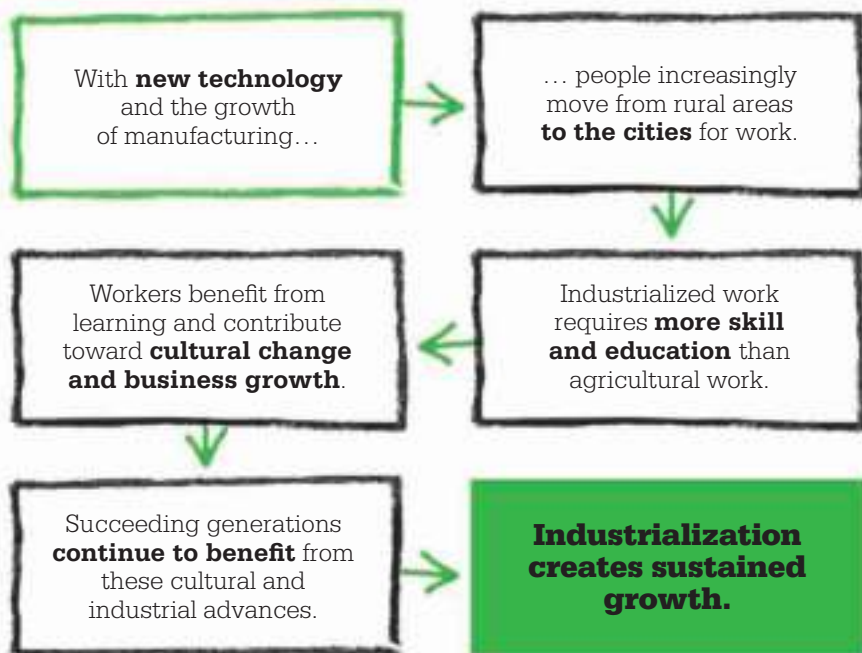 With new technology
and the growth
of manufacturing…
… people increasingly
move from rural areas
to the cities for work.
Industrialized work
requires more skill
and education than
agricultural work.
Workers benefit from
learning and contribute
toward cultural change
and business growth.
Succeeding generations
continue to benefit from
these cultural and
industrial advances.
Industrialization
creates sustained
growth.